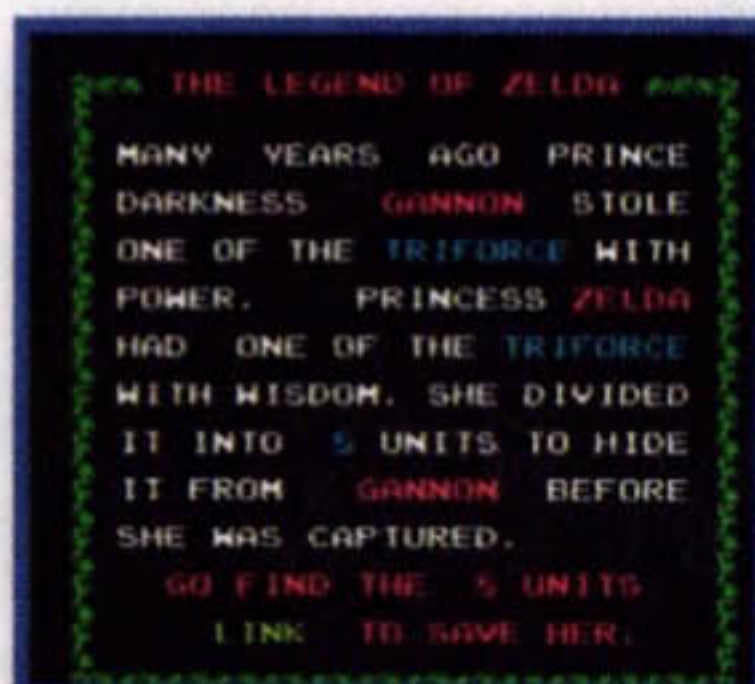 THE LEGEND OF ZELDA
MANY YEARS AGO PRINCE
DARKNESS GANNON STOLE
ONE OF THE TRIFORCE WITH
POWER. PRINCESS ZELDA
HAD ONE OF THE TRIFORCE
WITH WISDOM. SHE DIVIDED
IT INTO 5 UNITS TO HIDE
IT FROM GANNON BEFORE
SHE WAS CAPTURED.
GO FIND THE 5 UNITS
LINK TO SAVE HER.